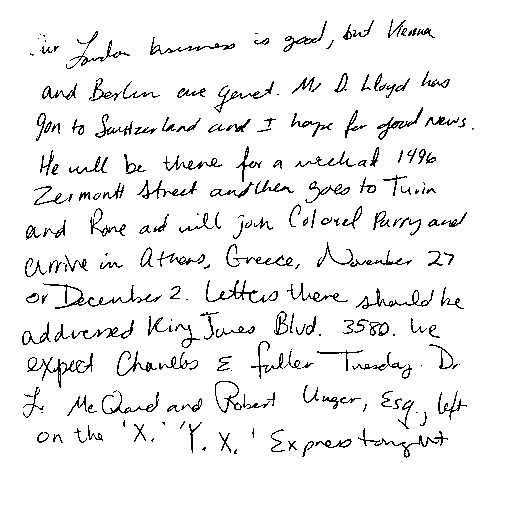 Our London business is good, but Vienna
and Berlin are quiet. Mr D. Lloyd has
gon to Switzerland and I hope for good news.
He will be there for a week at 1496
Zermontt Street and then goes to Turin
and Rome and will join Colonel Parry and
arrive in Athens, Greece, November 27
or December 2. Letters there should be
addressed King James Blvd. 3580. We
expect Charles E. Fuller Tuesday. Dr
L. McQuaid and Robert Unger, Esq., left
on the 'X.' 'Y. X.' Express tonight